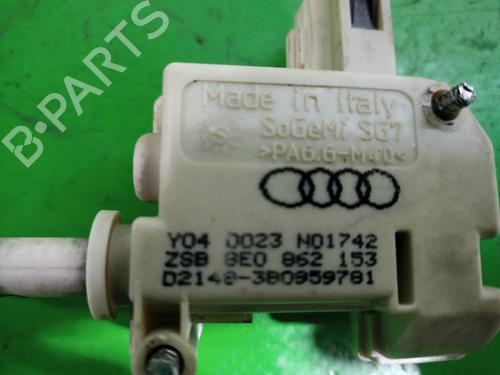 Made in Italy
SoGeMi SG7
>PA6.6-M40<
Y04 D023 N01742
ZSB 8E0 862 153
D2140-3B0959781
B-PARTS